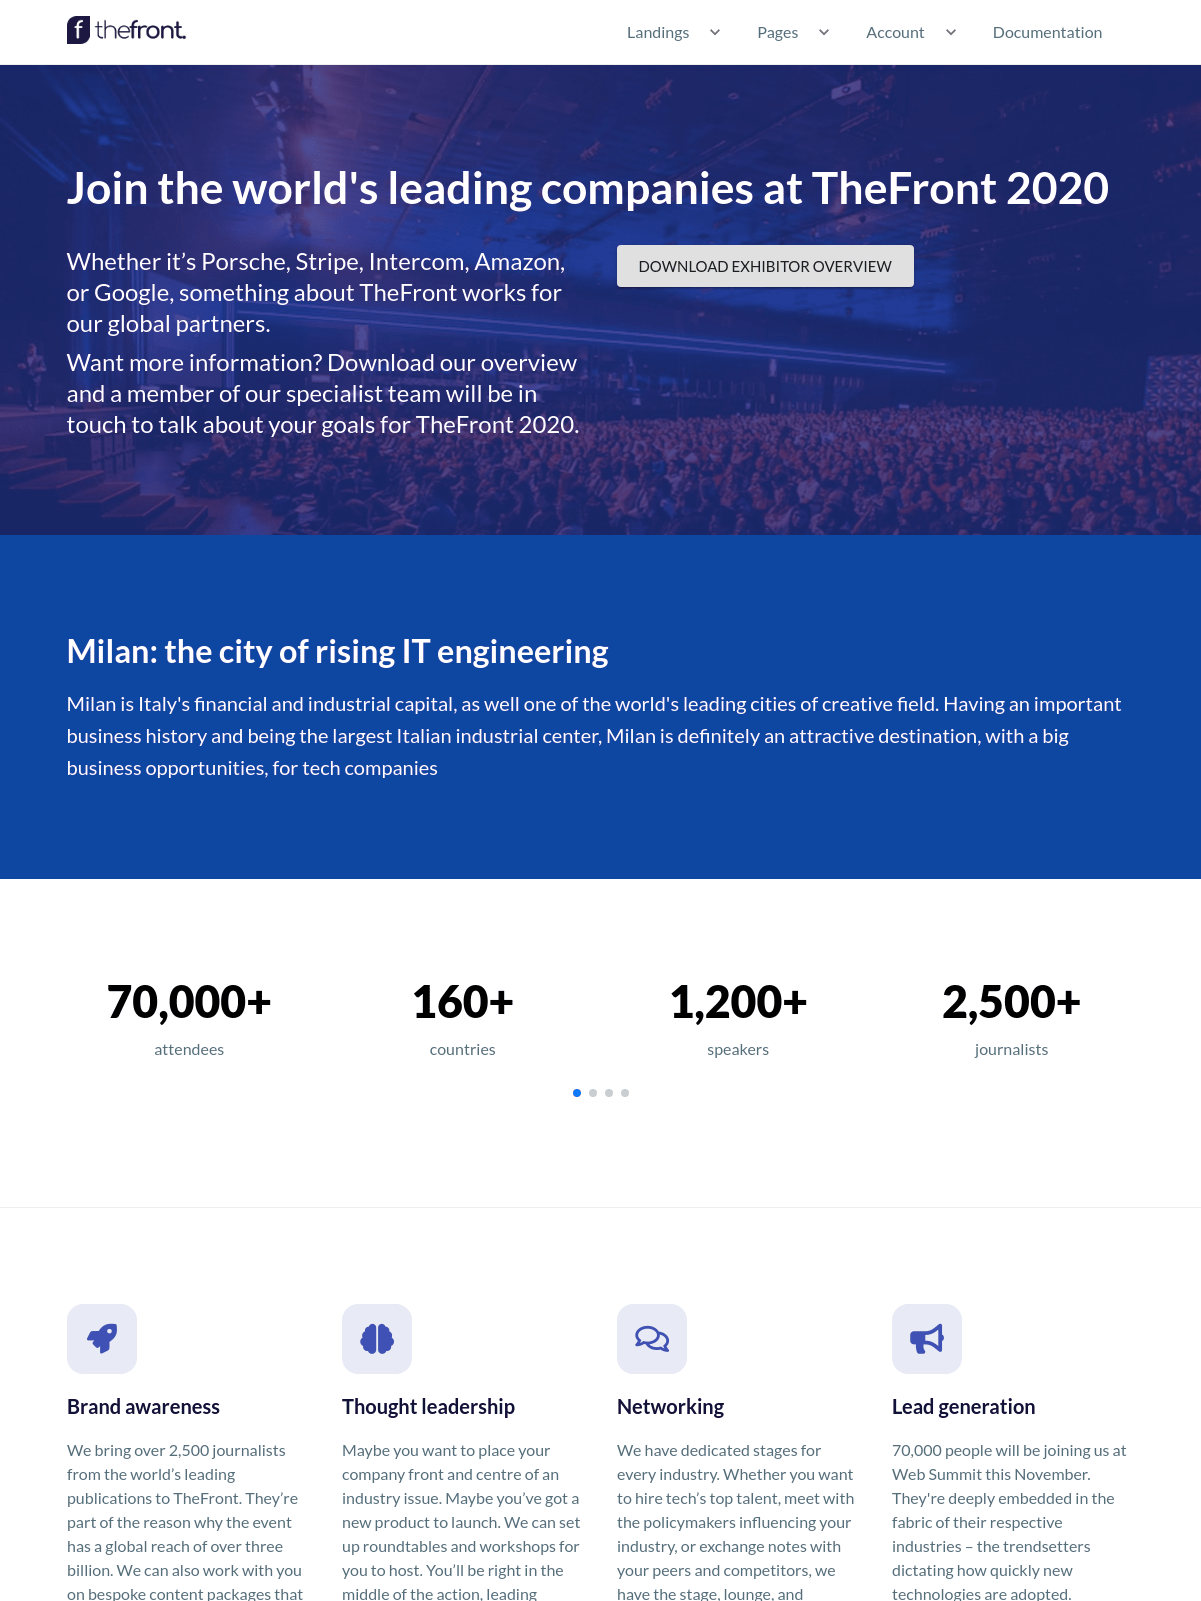 thefront.
Landings
Pages
Account
Documentation
Join the world's leading companies at TheFront 2020
Whether it’s Porsche, Stripe, Intercom, Amazon,
or Google, something about TheFront works for
our global partners.
Want more information? Download our overview
and a member of our specialist team will be in
touch to talk about your goals for TheFront 2020.
DOWNLOAD EXHIBITOR OVERVIEW
Milan: the city of rising IT engineering
Milan is Italy's financial and industrial capital, as well one of the world's leading cities of creative field. Having an important
business history and being the largest Italian industrial center, Milan is definitely an attractive destination, with a big
business opportunities, for tech companies
70,000+
attendees
160+
countries
1,200+
speakers
2,500+
journalists
Brand awareness
We bring over 2,500 journalists
from the world’s leading
publications to TheFront. They’re
part of the reason why the event
has a global reach of over three
billion. We can also work with you
on bespoke content packages that
Thought leadership
Maybe you want to place your
company front and centre of an
industry issue. Maybe you’ve got a
new product to launch. We can set
up roundtables and workshops for
you to host. You’ll be right in the
middle of the action, leading
Networking
We have dedicated stages for
every industry. Whether you want
to hire tech’s top talent, meet with
the policymakers influencing your
industry, or exchange notes with
your peers and competitors, we
have the stage, lounge, and
Lead generation
70,000 people will be joining us at
Web Summit this November.
They're deeply embedded in the
fabric of their respective
industries – the trendsetters
dictating how quickly new
technologies are adopted.